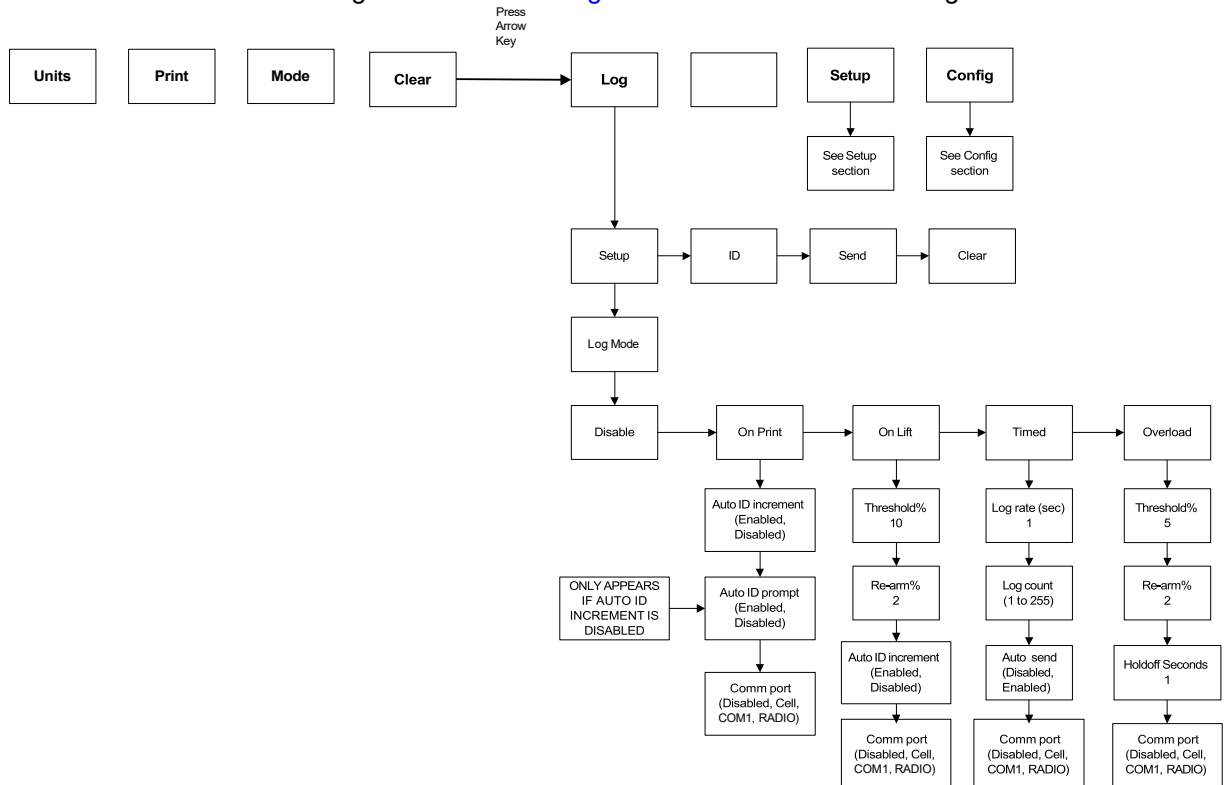 Press
Arrow
Key
Units
Print
Mode
Clear
Log
Setup
Config
See Setup
section
See Config
section
Setup
ID
Send
Clear
Log Mode
Disable
On Print
On Lift
Timed
Overload
Auto ID increment
(Enabled,
Disabled)
Threshold%
10
Log rate (sec)
1
Threshold%
5
ONLY APPEARS
IF AUTO ID
INCREMENT IS
DISABLED
Auto ID prompt
(Enabled,
Disabled)
Re-arm%
2
Log count
(1 to 255)
Re-arm%
2
Comm port
(Disabled, Cell,
COM1, RADIO)
Auto ID increment
(Enabled,
Disabled)
Auto send
(Disabled,
Enabled)
Holdoff Seconds
1
Comm port
(Disabled, Cell,
COM1, RADIO)
Comm port
(Disabled, Cell,
COM1, RADIO)
Comm port
(Disabled, Cell,
COM1, RADIO)